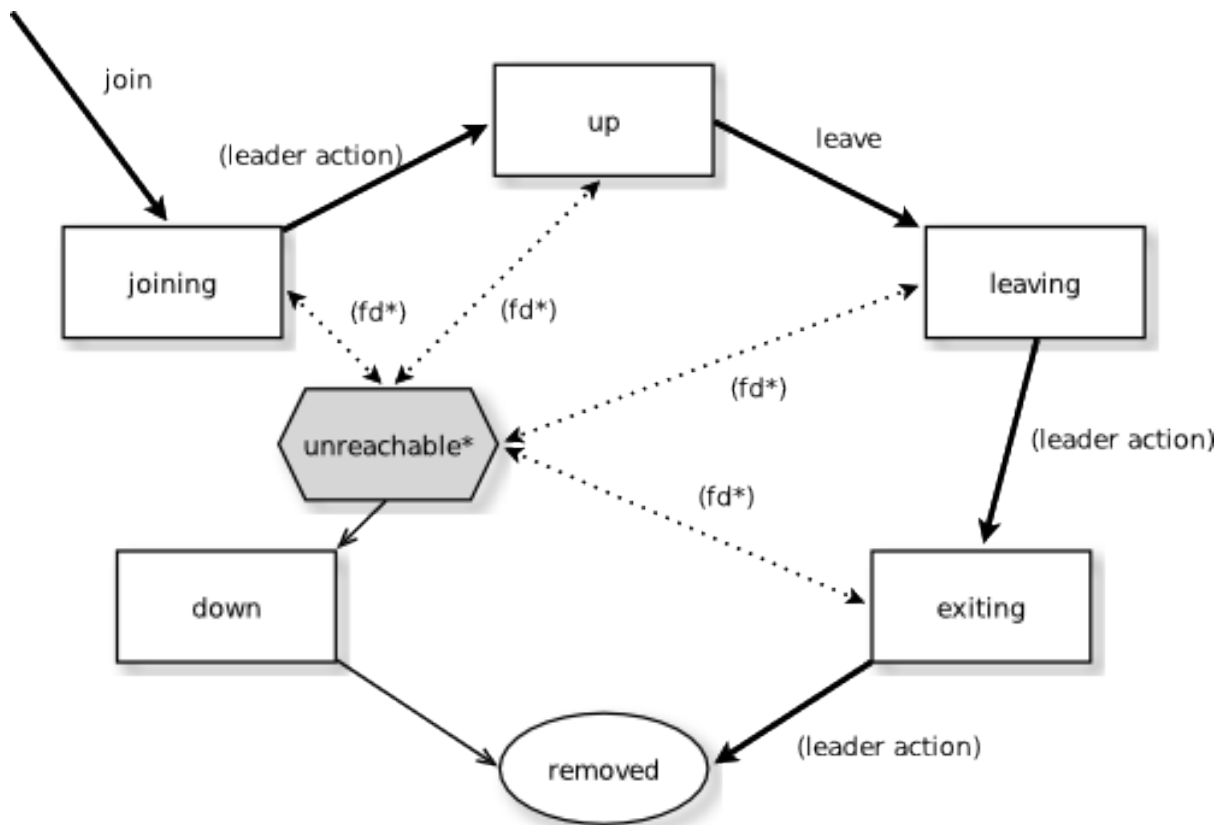 join
up
leave
(leader action)
joining
leaving
(fd*)
(fd*)
(fd*)
unreachable*
(leader action)
(fd*)
down
exiting
(leader action)
removed